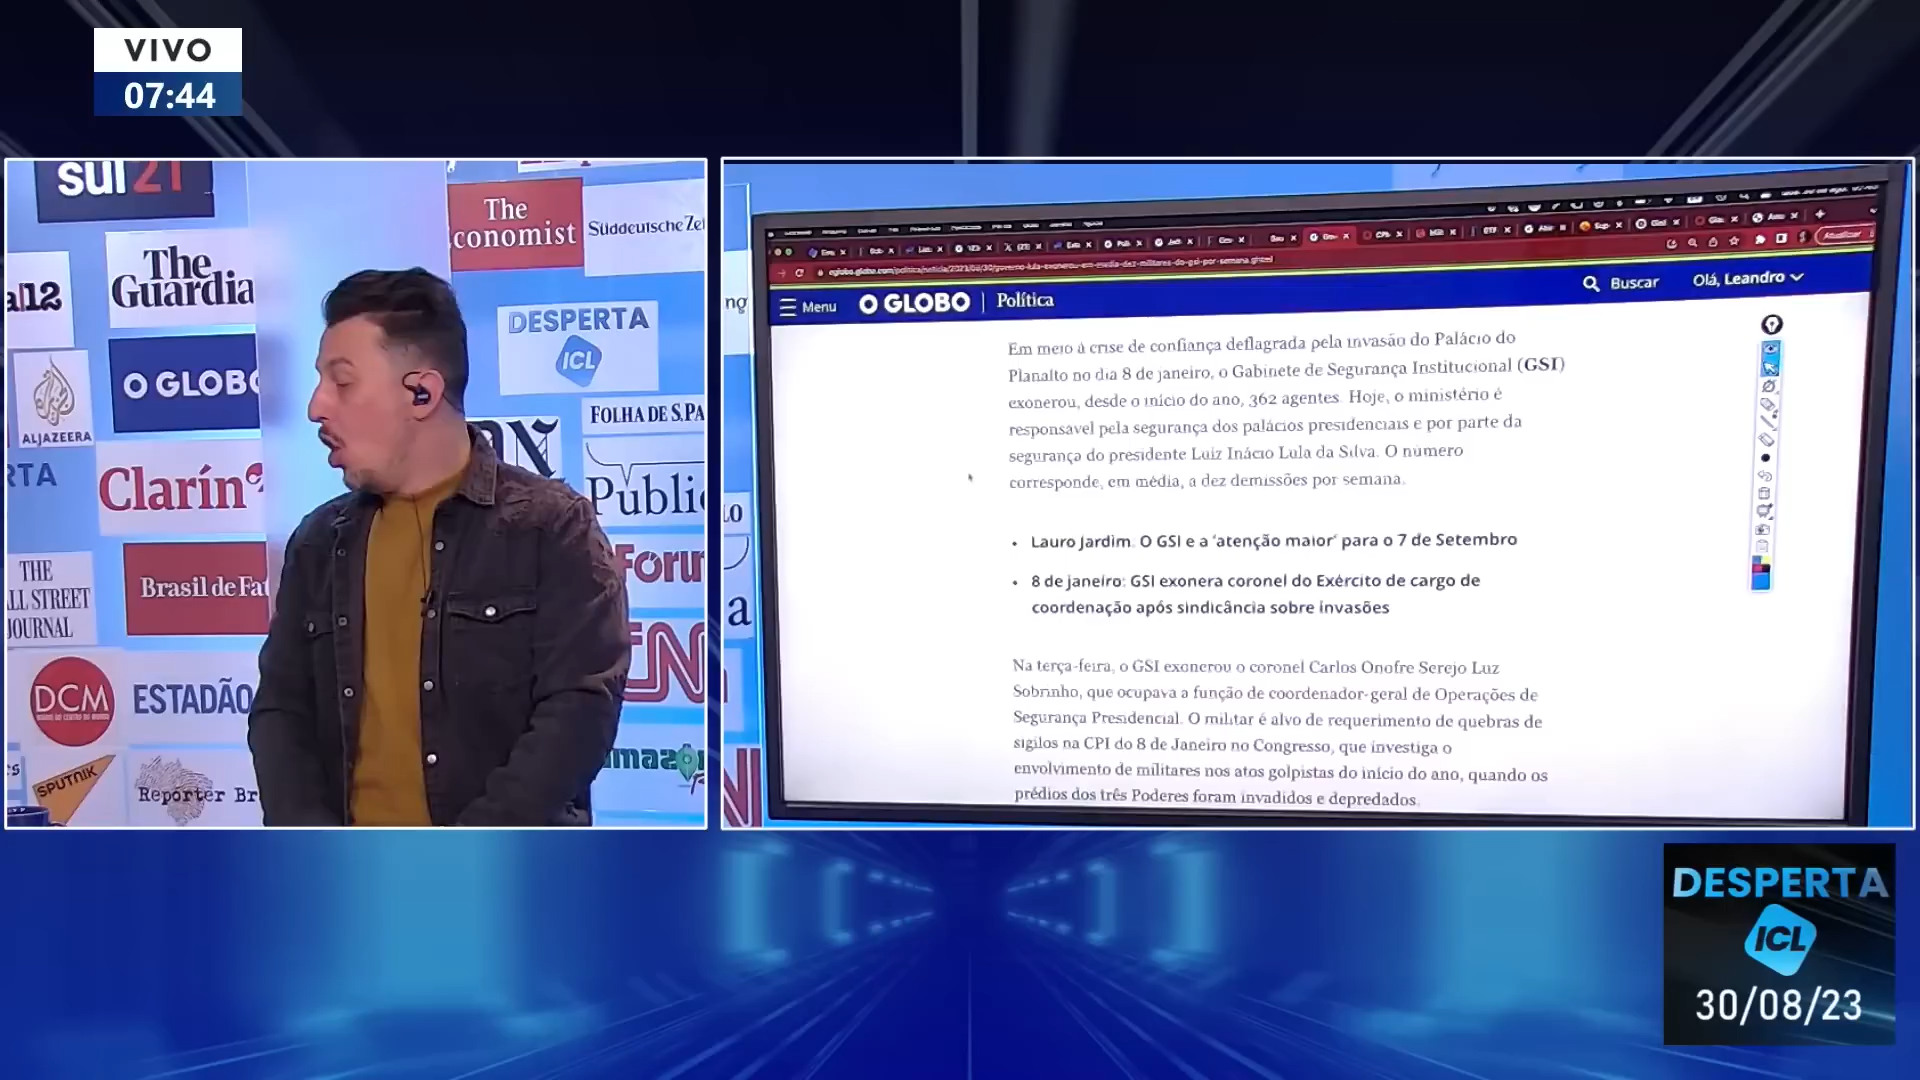 VIVO
07:44
sul21
The
Guardia
The
conomist
Süddeutsche Zei
al12
DESPERTA
ICL
ALJAZEERA
O GLOBO
FOLHA DE S.PA
RTA
Clarín
Public
THE
LL STREET
JOURNAL
Brasil de Fat
Foru
DCM
ESTADÃO
SPUTNIK
Repórter Br
ng
LO
a
Menu
O GLOBO | Política
Buscar
Olá, Leandro
Em meio à crise de confiança deflagrada pela invasão do Palácio do
Planalto no dia 8 de janeiro, o Gabinete de Segurança Institucional (GSI)
exonerou, desde o início do ano, 362 agentes. Hoje, o ministério é
responsável pela segurança dos palácios presidenciais e por parte da
segurança do presidente Luiz Inácio Lula da Silva. O número
corresponde, em média, a dez demissões por semana.
• Lauro Jardim: O GSI e a 'atenção maior' para o 7 de Setembro
• 8 de janeiro: GSI exonera coronel do Exército de cargo de
coordenação após sindicância sobre invasões
Na terça-feira, o GSI exonerou o coronel Carlos Onofre Serejo Luz
Sobrinho, que ocupava a função de coordenador-geral de Operações de
Segurança Presidencial. O militar é alvo de requerimento de quebras de
sigilos na CPI do 8 de Janeiro no Congresso, que investiga o
envolvimento de militares nos atos golpistas do início do ano, quando os
prédios dos três Poderes foram invadidos e depredados.
DESPERTA
ICL
30/08/23